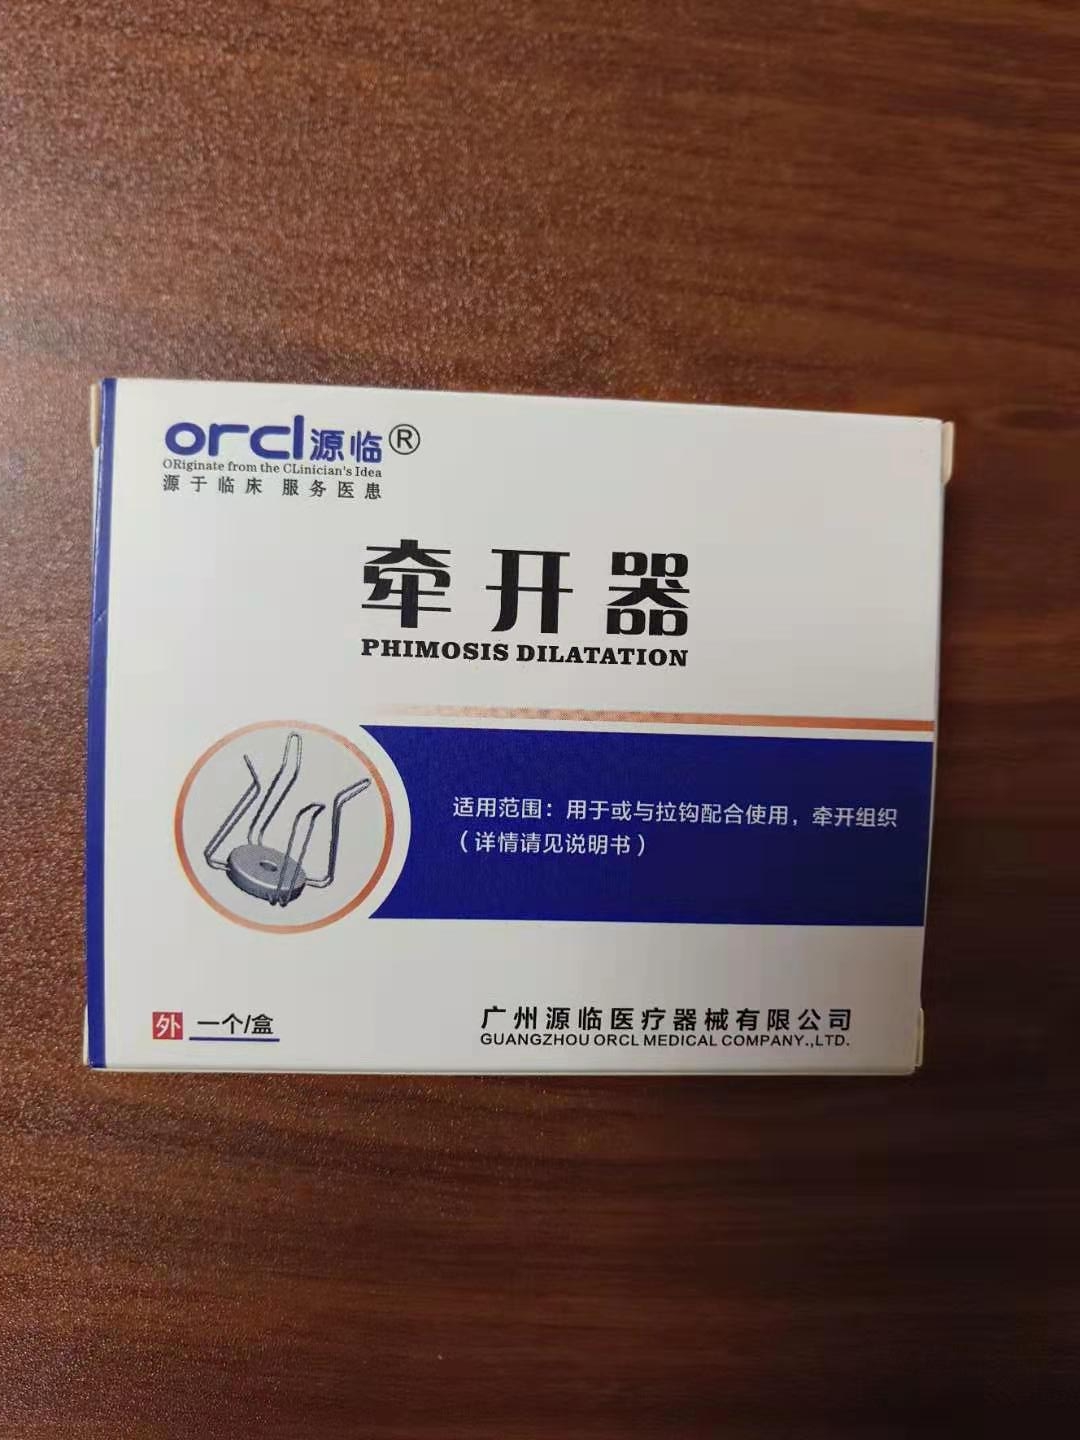 orcl源临®
ORiginate from the CLinician's Idea
源于临床 服务医患
牵开器
PHIMOSIS DILATATION
适用范围：用于或与拉钩配合使用，牵开组织
（详情请见说明书）
外 一个/盒
广州源临医疗器械有限公司
GUANGZHOU ORCL MEDICAL COMPANY.,LTD.